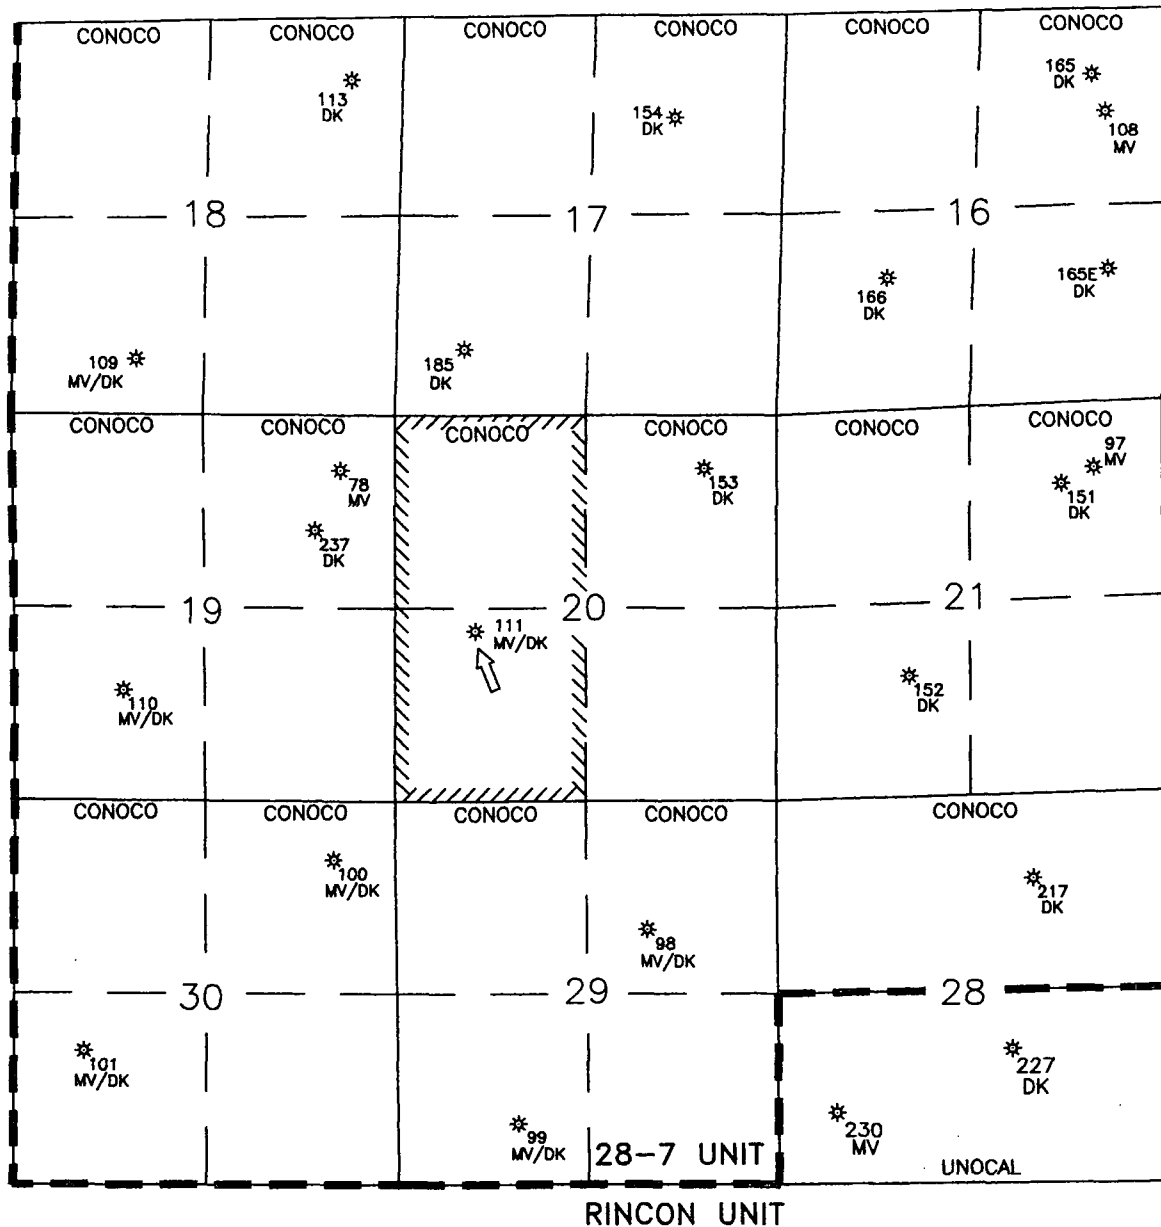 CONOCO CONOCO CONOCO CONOCO CONOCO CONOCO
113
DK
154
DK
165
DK
108
MV
18 17 16
109
MV/DK
185
DK
166
DK
165E
DK
CONOCO CONOCO CONOCO CONOCO CONOCO CONOCO
78
MV
237
DK
153
DK
97
MV
151
DK
19 20 21
111
MV/DK
110
MV/DK
152
DK
CONOCO CONOCO CONOCO CONOCO CONOCO
100
MV/DK
98
MV/DK
217
DK
30 29 28
101
MV/DK
99
MV/DK
227
DK
230
MV
28-7 UNIT
UNOCAL
RINCON UNIT